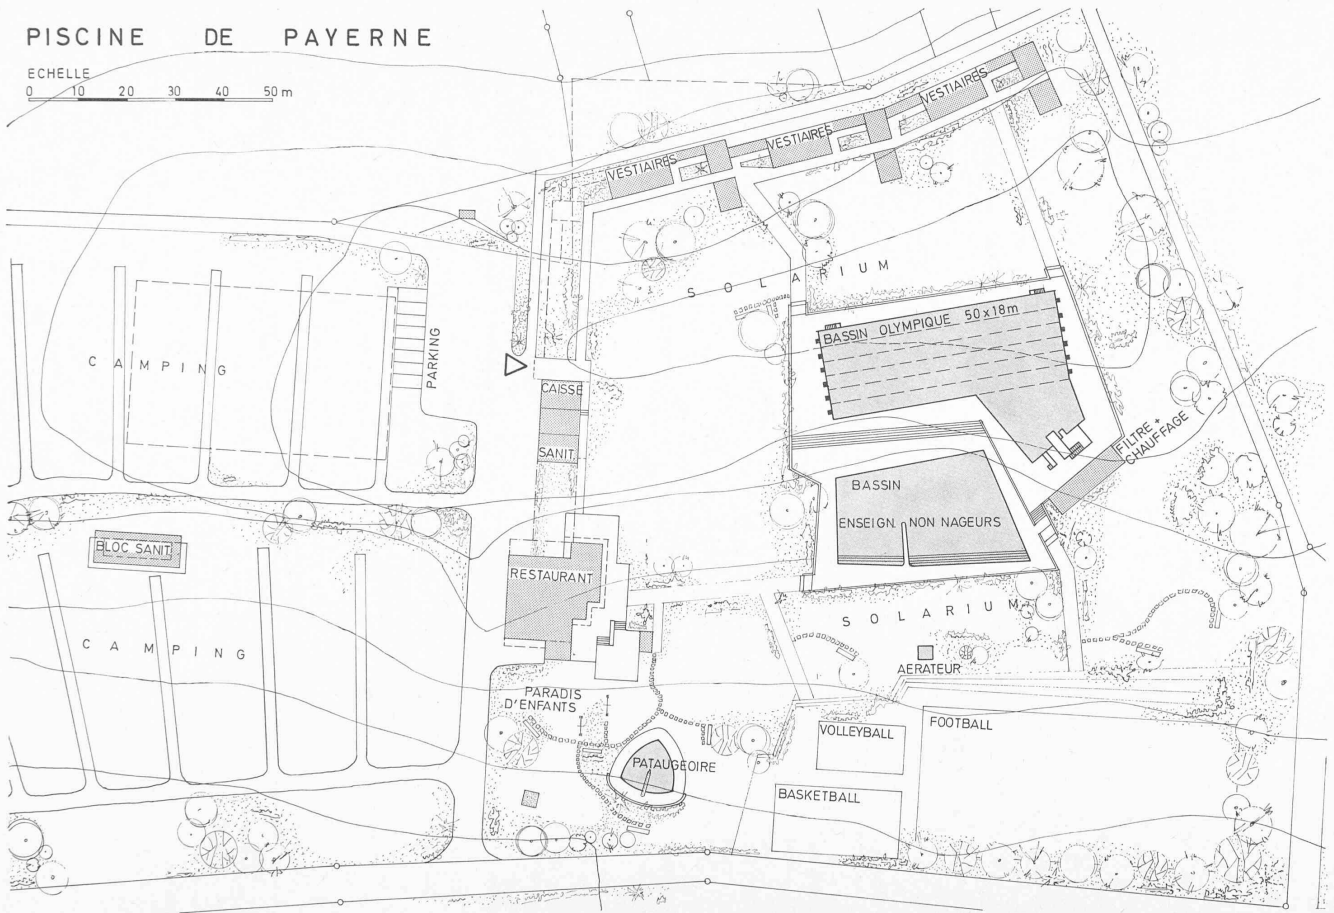 PISCINE DE PAYERNE
ECHELLE
0 10 20 30 40 50 m
VESTIAIRES
VESTIAIRES
VESTIAIRES
SOLARIUM
BASSIN OLYMPIQUE 50x18m
CAMPING
PARKING
CAISSE
SANIT.
FILTRE +
CHAUFFAGE
BASSIN
ENSEIGN. NON NAGEURS
BLOC SANIT.
RESTAURANT
SOLARIUM
CAMPING
AERATEUR
PARADIS
D'ENFANTS
VOLLEYBALL
FOOTBALL
PATAUGEOIRE
BASKETBALL